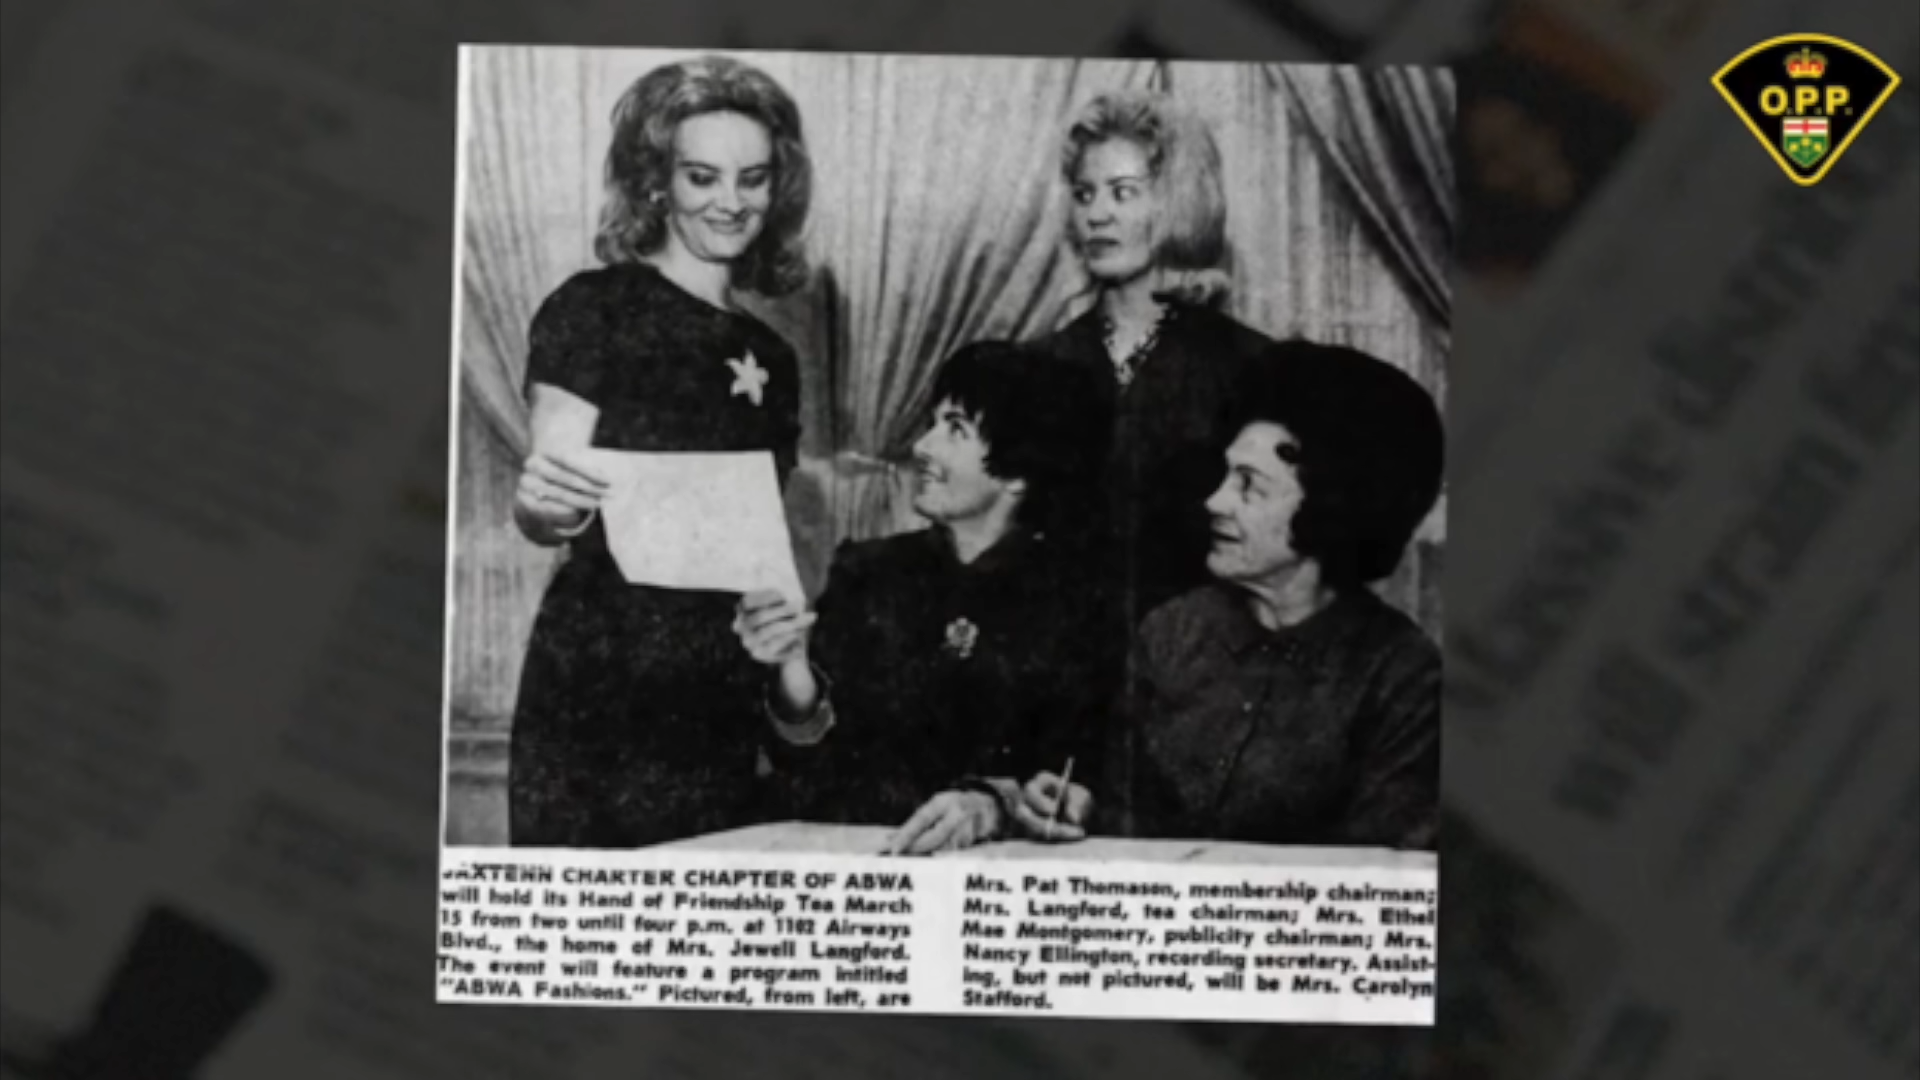 O.P.P.
JAXTENN CHARTER CHAPTER OF ABWA
will hold its Hand of Friendship Tea March
15 from two until four p.m. at 1102 Airways
Blvd., the home of Mrs. Jewell Langford.
The event will feature a program intitled
"ABWA Fashions." Pictured, from left, are
Mrs. Pat Thomason, membership chairman;
Mrs. Langford, tea chairman; Mrs. Ethel
Mae Montgomery, publicity chairman; Mrs.
Nancy Ellington, recording secretary. Assist-
ing, but not pictured, will be Mrs. Carolyn
Stafford.